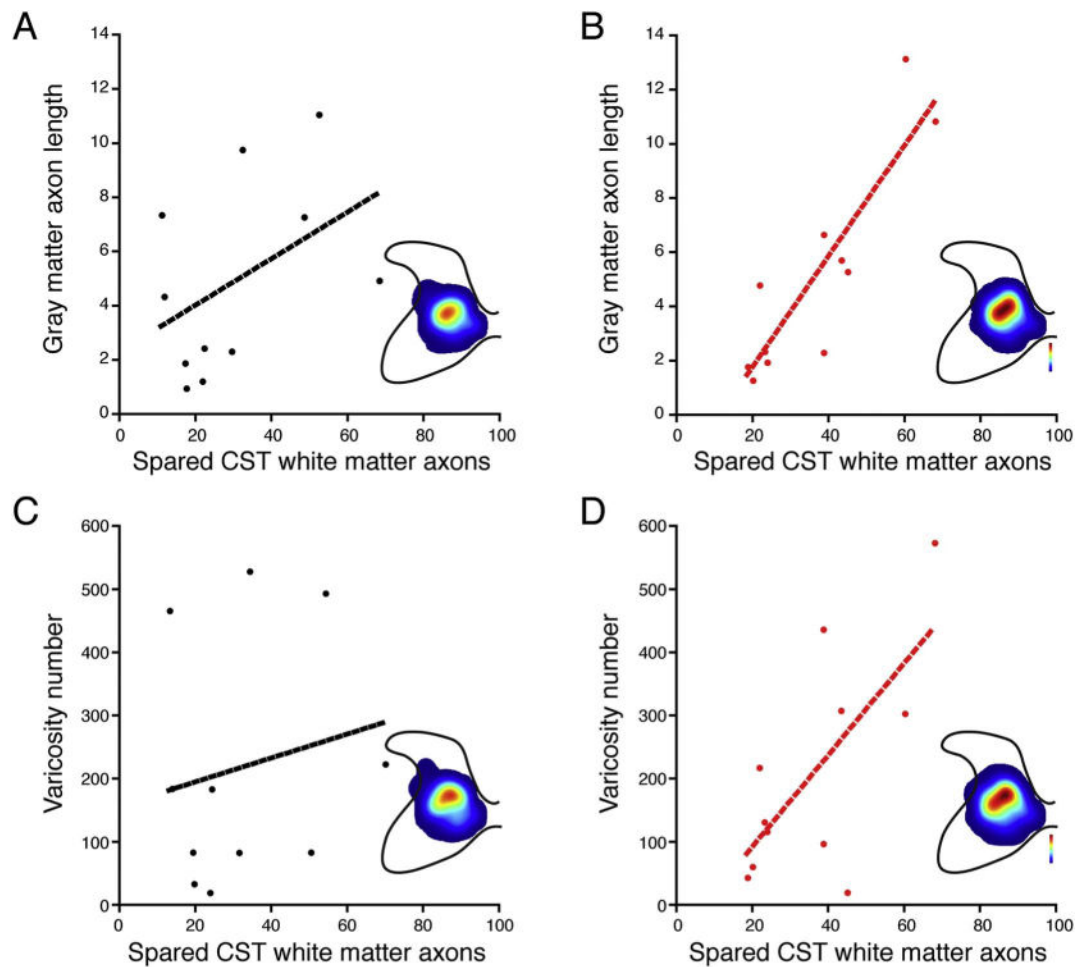 A
B
14
12
10
8
6
4
2
0
Gray matter axon length
0 20 40 60 80 100
Spared CST white matter axons
14
12
10
8
6
4
2
0
Gray matter axon length
0 20 40 60 80 100
Spared CST white matter axons
C
D
600
500
400
300
200
100
0
Varicosity number
0 20 40 60 80 100
Spared CST white matter axons
600
500
400
300
200
100
0
Varicosity number
0 20 40 60 80 100
Spared CST white matter axons